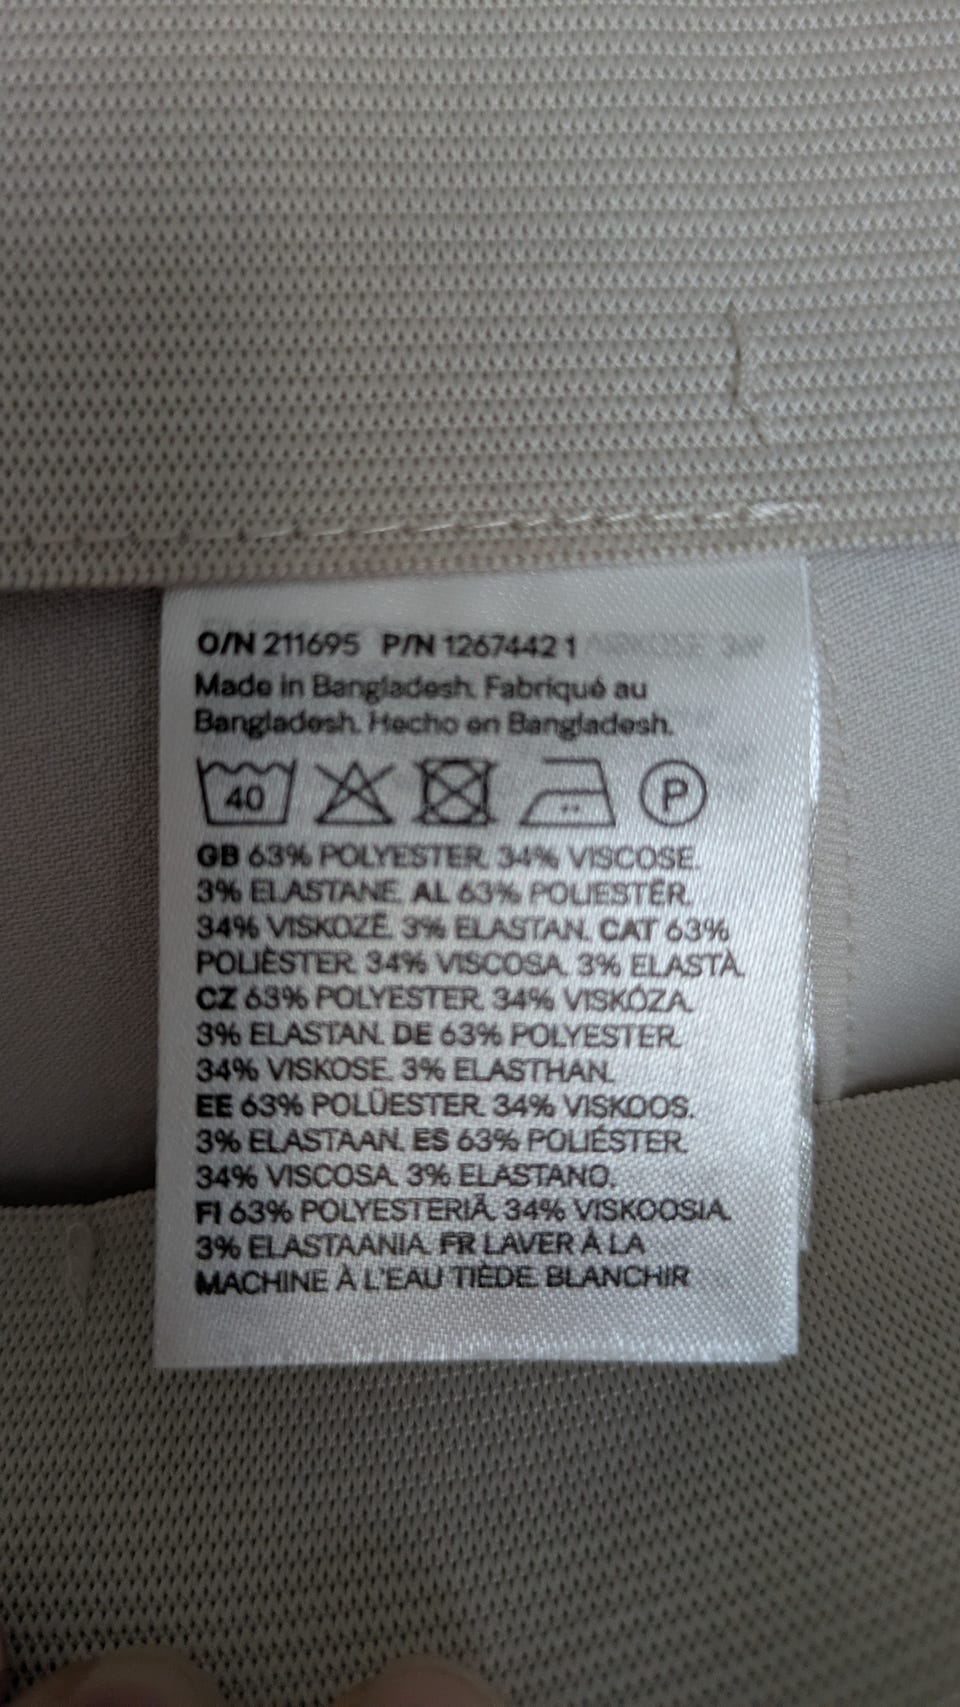 O/N 211695 P/N 1267442 1
Made in Bangladesh. Fabriqué au
Bangladesh. Hecho en Bangladesh.
40 P
GB 63% POLYESTER. 34% VISCOSE.
3% ELASTANE. AL 63% POLIESTËR.
34% VISKOZË. 3% ELASTAN. CAT 63%
POLIÈSTER. 34% VISCOSA. 3% ELASTÀ.
CZ 63% POLYESTER. 34% VISKÓZA.
3% ELASTAN. DE 63% POLYESTER.
34% VISKOSE. 3% ELASTHAN.
EE 63% POLÜESTER. 34% VISKOOS.
3% ELASTAAN. ES 63% POLIÉSTER.
34% VISCOSA. 3% ELASTANO.
FI 63% POLYESTERIÄ. 34% VISKOOSIA.
3% ELASTAANIA. FR LAVER À LA
MACHINE À L'EAU TIÈDE. BLANCHIR